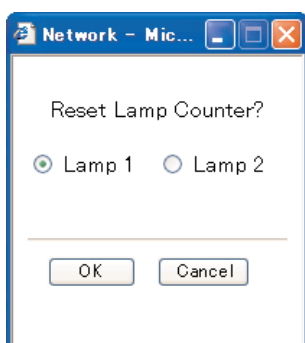 Network - Mic...
Reset Lamp Counter?
Lamp 1 Lamp 2
OK Cancel